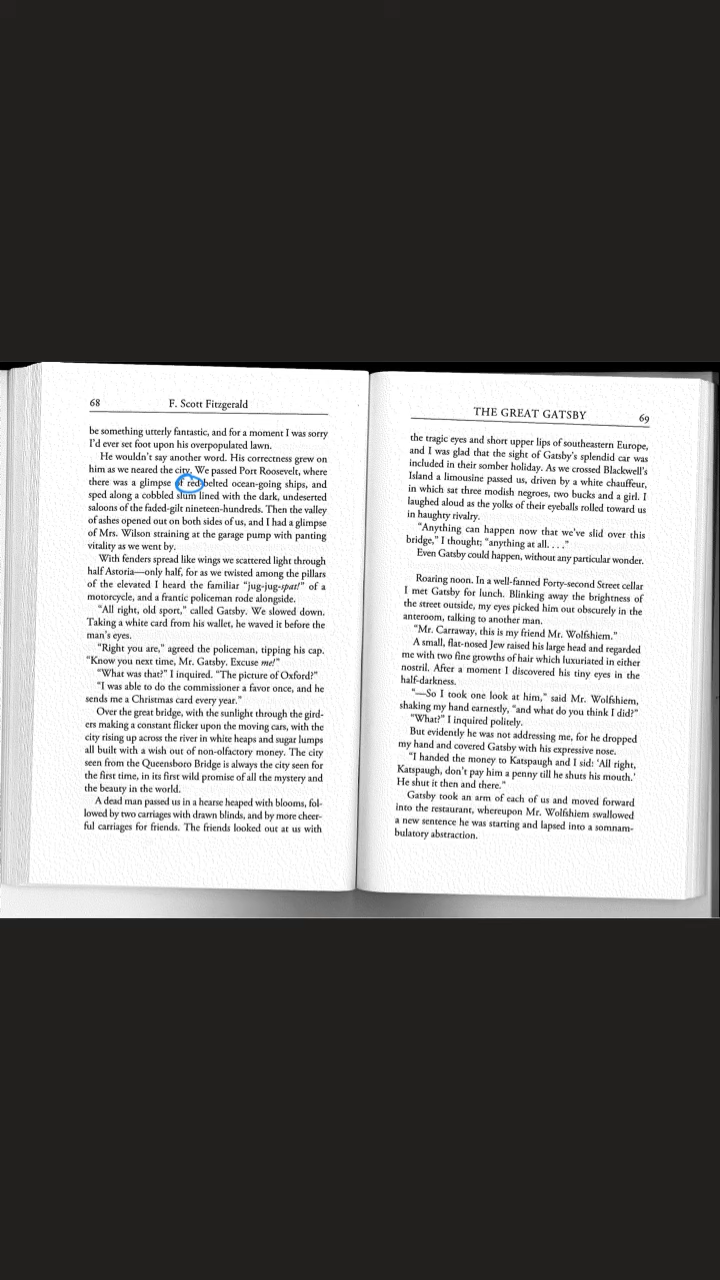 68 F. Scott Fitzgerald
be something utterly fantastic, and for a moment I was sorry
I'd ever set foot upon his overpopulated lawn.
He wouldn't say another word. His correctness grew on
him as we neared the city. We passed Port Roosevelt, where
there was a glimpse of red-belted ocean-going ships, and
sped along a cobbled slum lined with the dark, undeserted
saloons of the faded-gilt nineteen-hundreds. Then the valley
of ashes opened out on both sides of us, and I had a glimpse
of Mrs. Wilson straining at the garage pump with panting
vitality as we went by.
With fenders spread like wings we scattered light through
half Astoria—only half, for as we twisted among the pillars
of the elevated I heard the familiar "jug-jug-spat!" of a
motorcycle, and a frantic policeman rode alongside.
"All right, old sport," called Gatsby. We slowed down.
Taking a white card from his wallet, he waved it before the
man's eyes.
"Right you are," agreed the policeman, tipping his cap.
"Know you next time, Mr. Gatsby. Excuse me!"
"What was that?" I inquired. "The picture of Oxford?"
"I was able to do the commissioner a favor once, and he
sends me a Christmas card every year."
Over the great bridge, with the sunlight through the gird-
ers making a constant flicker upon the moving cars, with the
city rising up across the river in white heaps and sugar lumps
all built with a wish out of non-olfactory money. The city
seen from the Queensboro Bridge is always the city seen for
the first time, in its first wild promise of all the mystery and
the beauty in the world.
A dead man passed us in a hearse heaped with blooms, fol-
lowed by two carriages with drawn blinds, and by more cheer-
ful carriages for friends. The friends looked out at us with
THE GREAT GATSBY 69
the tragic eyes and short upper lips of southeastern Europe,
and I was glad that the sight of Gatsby's splendid car was
included in their somber holiday. As we crossed Blackwell's
Island a limousine passed us, driven by a white chauffeur,
in which sat three modish negroes, two bucks and a girl. I
laughed aloud as the yolks of their eyeballs rolled toward us
in haughty rivalry.
"Anything can happen now that we've slid over this
bridge," I thought; "anything at all. . . ."
Even Gatsby could happen, without any particular wonder.
Roaring noon. In a well-fanned Forty-second Street cellar
I met Gatsby for lunch. Blinking away the brightness of
the street outside, my eyes picked him out obscurely in the
anteroom, talking to another man.
"Mr. Carraway, this is my friend Mr. Wolfshiem."
A small, flat-nosed Jew raised his large head and regarded
me with two fine growths of hair which luxuriated in either
nostril. After a moment I discovered his tiny eyes in the
half-darkness.
"—So I took one look at him," said Mr. Wolfshiem,
shaking my hand earnestly, "and what do you think I did?"
"What?" I inquired politely.
But evidently he was not addressing me, for he dropped
my hand and covered Gatsby with his expressive nose.
"I handed the money to Katspaugh and I sid: 'All right,
Katspaugh, don't pay him a penny till he shuts his mouth.'
He shut it then and there."
Gatsby took an arm of each of us and moved forward
into the restaurant, whereupon Mr. Wolfshiem swallowed
a new sentence he was starting and lapsed into a somnam-
bulatory abstraction.